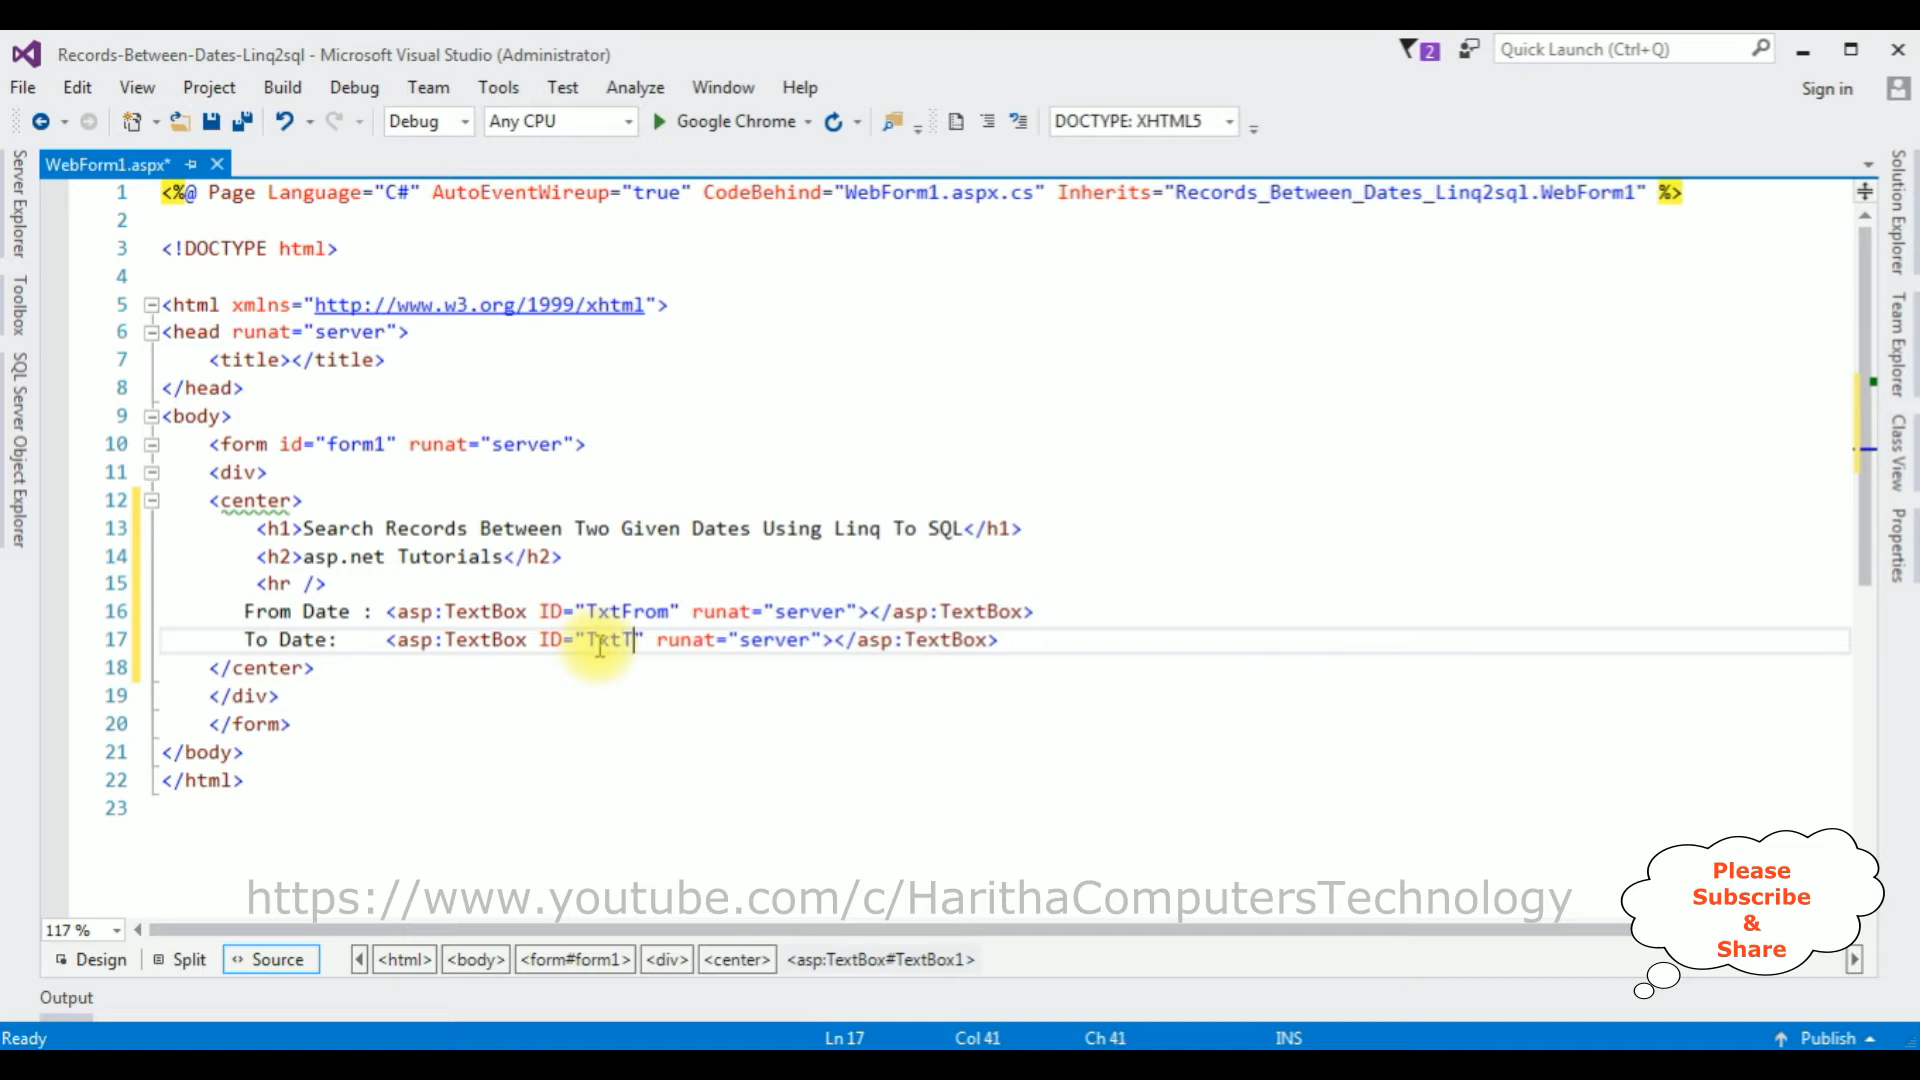 Records-Between-Dates-Linq2sql - Microsoft Visual Studio (Administrator)
2
Quick Launch (Ctrl+Q)
File Edit View Project Build Debug Team Tools Test Analyze Window Help
Sign in
Debug Any CPU Google Chrome DOCTYPE: XHTML5
WebForm1.aspx*
Server Explorer
Toolbox
SQL Server Object Explorer
1 <%@ Page Language="C#" AutoEventWireup="true" CodeBehind="WebForm1.aspx.cs" Inherits="Records_Between_Dates_Linq2sql.WebForm1" %>
2
3 <!DOCTYPE html>
4
5 <html xmlns="http://www.w3.org/1999/xhtml">
6 <head runat="server">
7 <title></title>
8 </head>
9 <body>
10 <form id="form1" runat="server">
11 <div>
12 <center>
13 <h1>Search Records Between Two Given Dates Using Linq To SQL</h1>
14 <h2>asp.net Tutorials</h2>
15 <hr />
16 From Date : <asp:TextBox ID="TxtFrom" runat="server"></asp:TextBox>
17 To Date: <asp:TextBox ID="TxtT" runat="server"></asp:TextBox>
18 </center>
19 </div>
20 </form>
21 </body>
22 </html>
23
Solution Explorer
Team Explorer
Class View
Properties
https://www.youtube.com/c/HarithaComputersTechnology
Please
Subscribe
&
Share
117 %
Design Split Source <html> <body> <form#form1> <div> <center> <asp:TextBox#TextBox1>
Output
Ready Ln 17 Col 41 Ch 41 INS Publish